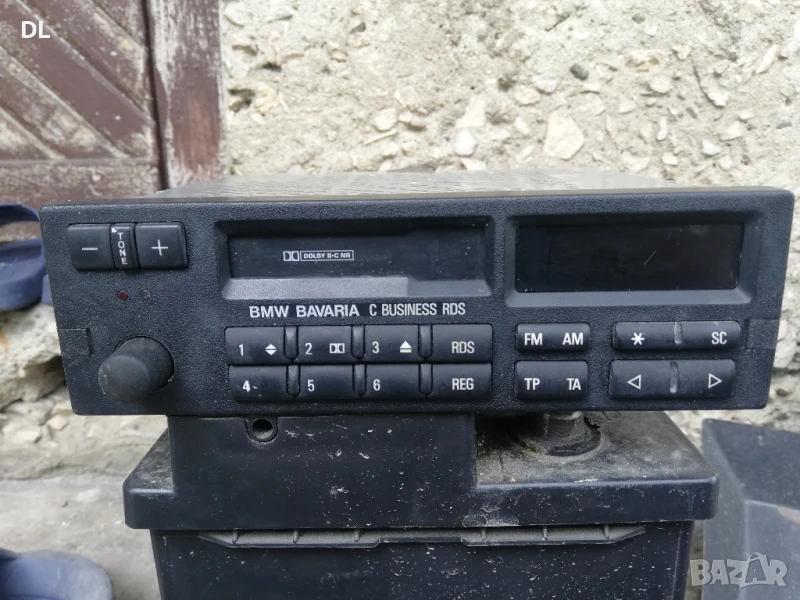 DL
− TONE +
DOLBY B•C NR
BMW BAVARIA C BUSINESS RDS
1 2 3 RDS
4 5 6 REG
FM AM
TP TA
* SC
BAZAR